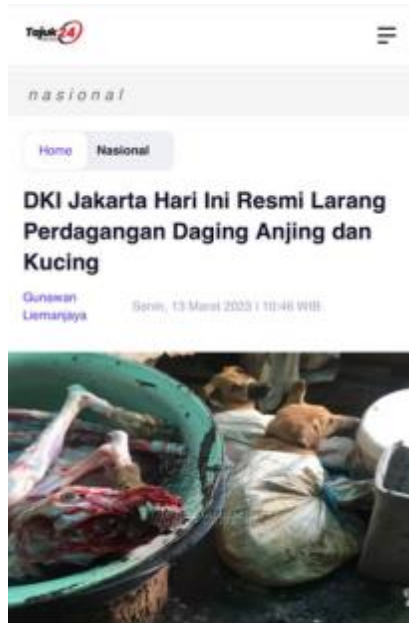 Tajuk24
nasional
Home Nasional
DKI Jakarta Hari Ini Resmi Larang
Perdagangan Daging Anjing dan
Kucing
Gunawan
Liemanjaya
Senin, 13 Maret 2023 | 10:46 WIB